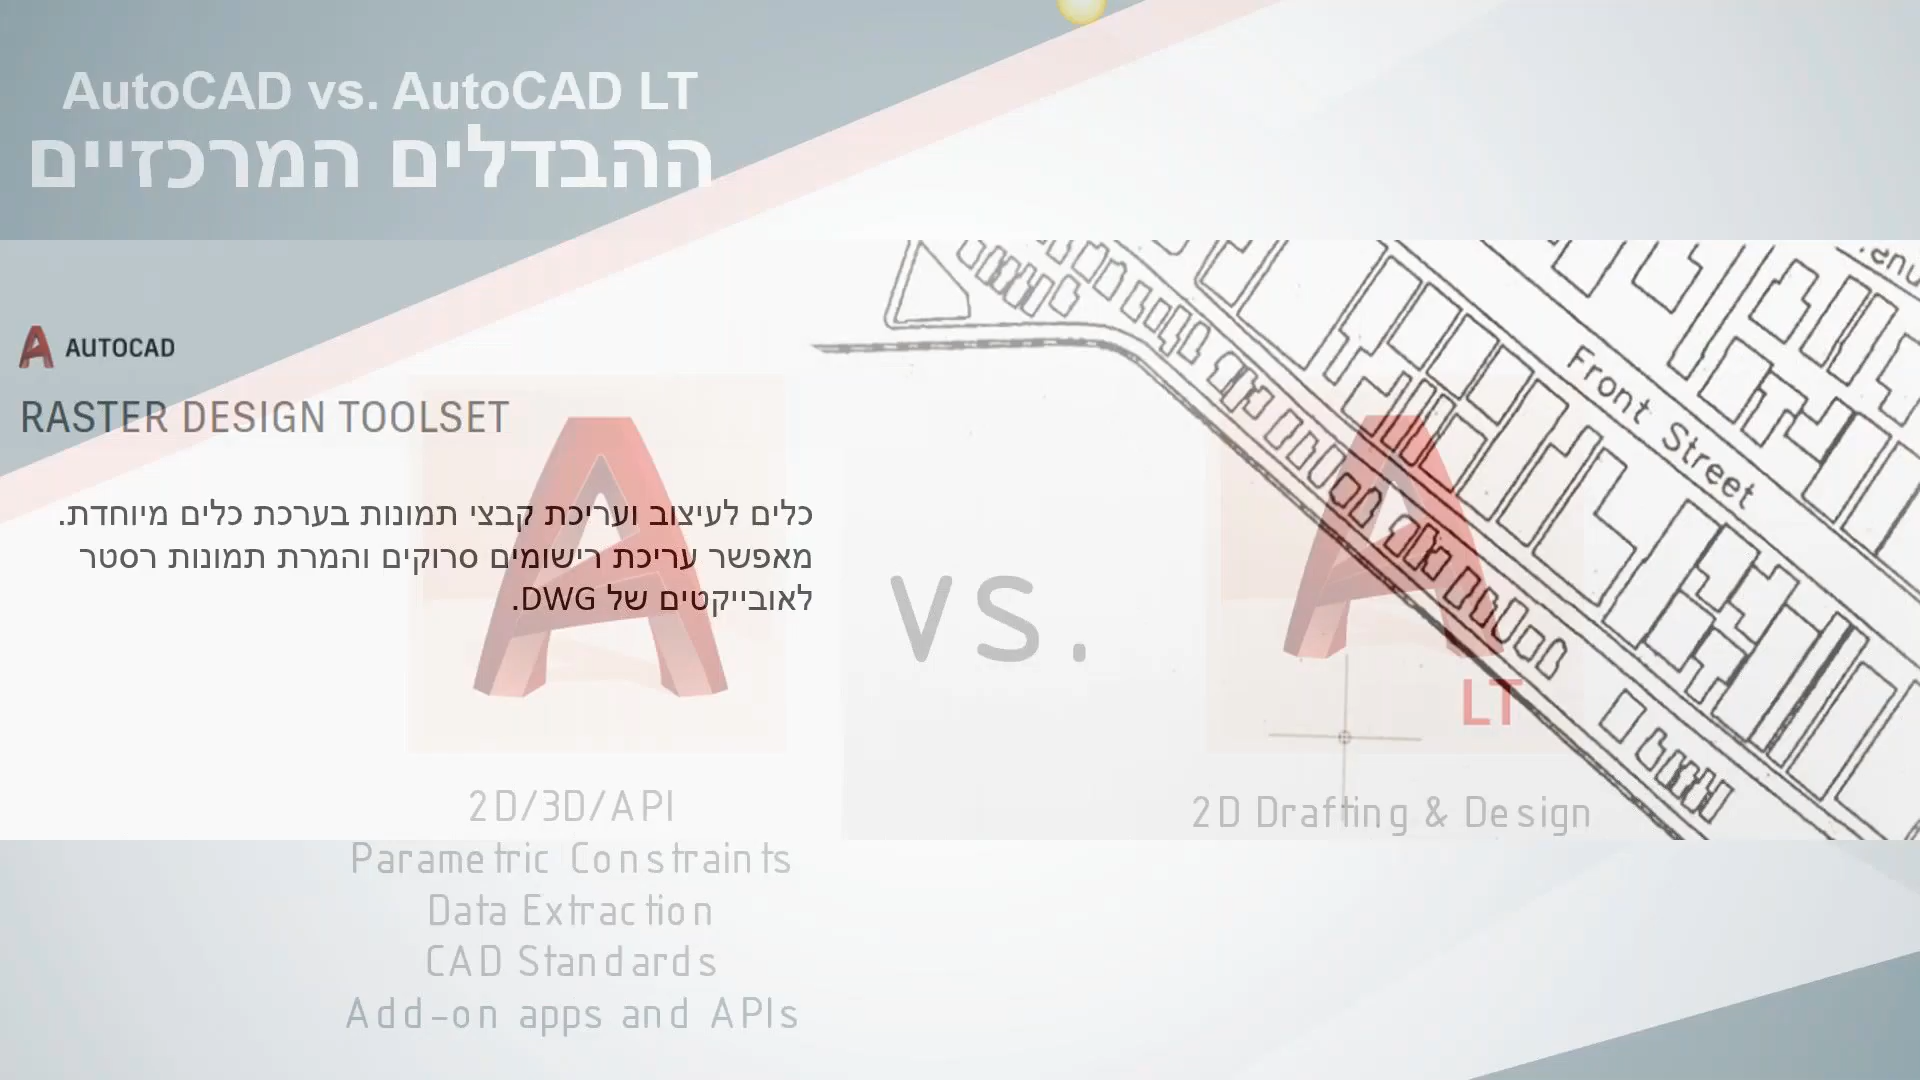 AutoCAD vs. AutoCAD LT
ההבדלים המרכזיים
AUTOCAD
RASTER DESIGN TOOLSET
כלים לעיצוב ועריכת קבצי תמונות בערכת כלים מיוחדת.
מאפשר עריכת רישומים סרוקים והמרת תמונות רסטר
לאובייקטים של DWG.
Front Street
VS.
LT
2D/3D/API
Parametric Constraints
Data Extraction
CAD Standards
Add-on apps and APIs
2D Drafting & Design